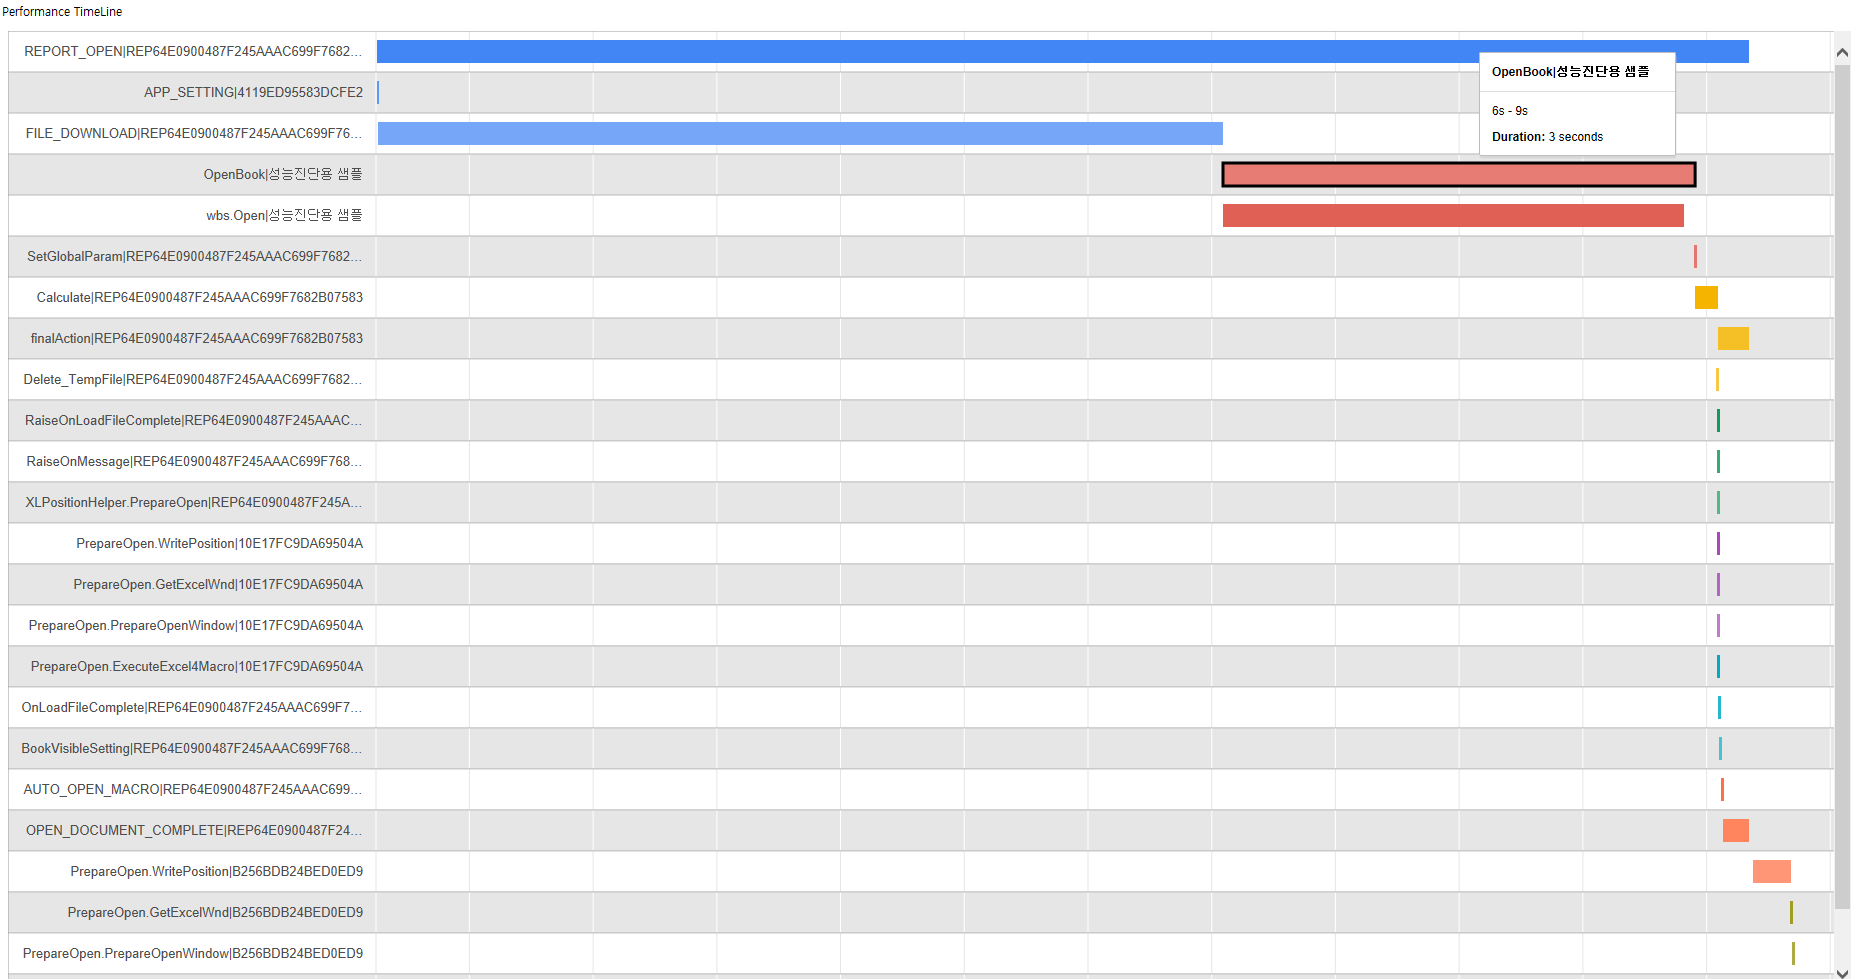 Performance TimeLine
REPORT_OPEN|REP64E0900487F245AAAC699F7682...
OpenBook|성능진단용 샘플
6s - 9s
Duration: 3 seconds
APP_SETTING|4119ED95583DCFE2
FILE_DOWNLOAD|REP64E0900487F245AAAC699F76...
OpenBook|성능진단용 샘플
wbs.Open|성능진단용 샘플
SetGlobalParam|REP64E0900487F245AAAC699F7682...
Calculate|REP64E0900487F245AAAC699F7682B07583
finalAction|REP64E0900487F245AAAC699F7682B07583
Delete_TempFile|REP64E0900487F245AAAC699F7682...
RaiseOnLoadFileComplete|REP64E0900487F245AAAC...
RaiseOnMessage|REP64E0900487F245AAAC699F768...
XLPositionHelper.PrepareOpen|REP64E0900487F245A...
PrepareOpen.WritePosition|10E17FC9DA69504A
PrepareOpen.GetExcelWnd|10E17FC9DA69504A
PrepareOpen.PrepareOpenWindow|10E17FC9DA69504A
PrepareOpen.ExecuteExcel4Macro|10E17FC9DA69504A
OnLoadFileComplete|REP64E0900487F245AAAC699F7...
BookVisibleSetting|REP64E0900487F245AAAC699F768...
AUTO_OPEN_MACRO|REP64E0900487F245AAAC699...
OPEN_DOCUMENT_COMPLETE|REP64E0900487F24...
PrepareOpen.WritePosition|B256BDB24BED0ED9
PrepareOpen.GetExcelWnd|B256BDB24BED0ED9
PrepareOpen.PrepareOpenWindow|B256BDB24BED0ED9